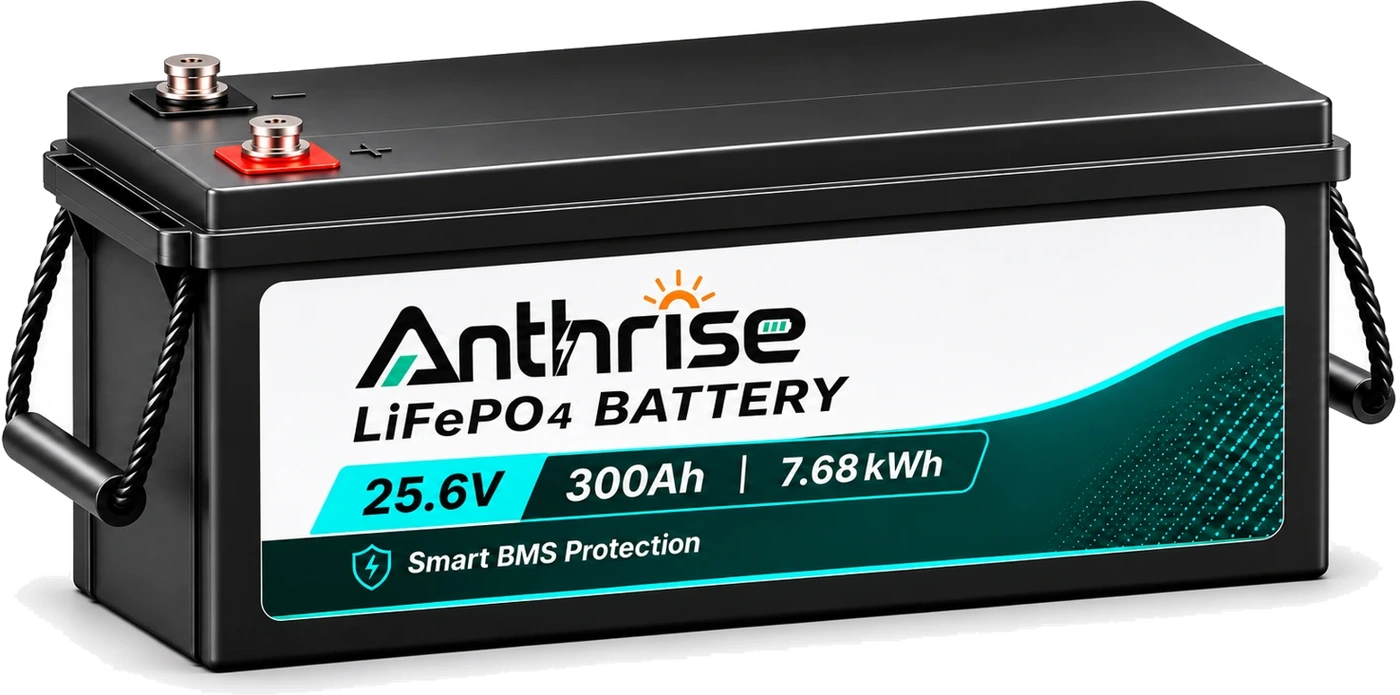 −
+
Anthrise
LiFePO4 BATTERY
25.6V 300Ah | 7.68 kWh
Smart BMS Protection